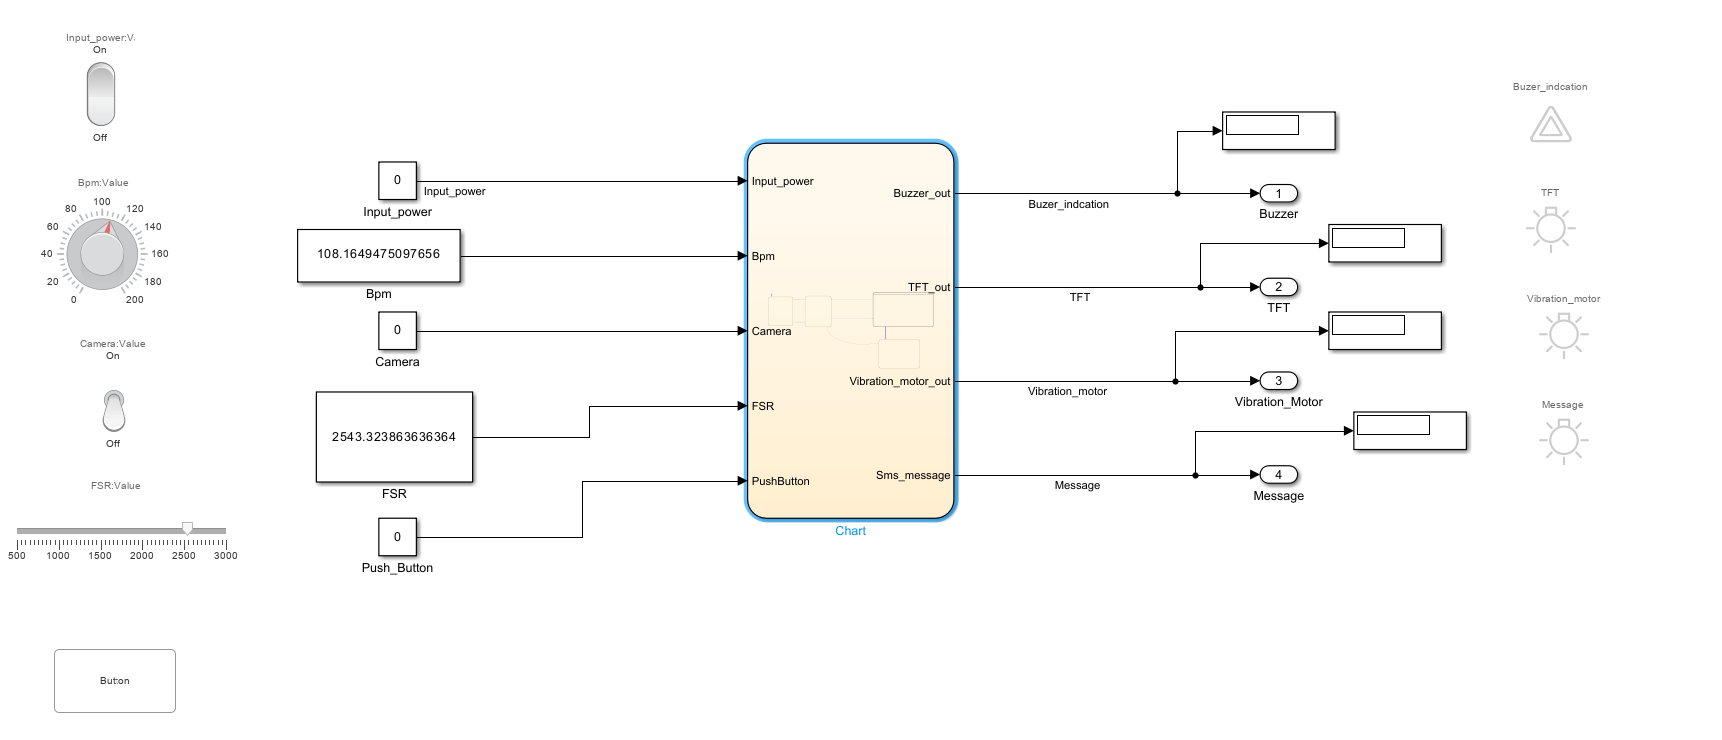 Input_power:Va
On
Off
Bpm:Value
0
20
40
60
80
100
120
140
160
180
200
Camera:Value
On
Off
FSR:Value
500
1000
1500
2000
2500
3000
Button
0
Input_power
Input_power
108.1649475097656
Bpm
0
Camera
2543.323863636364
FSR
0
Push_Button
Input_power
Bpm
Camera
FSR
PushButton
Buzzer_out
TFT_out
Vibration_motor_out
Sms_message
Chart
Buzer_indcation
1
Buzzer
TFT
2
TFT
Vibration_motor
3
Vibration_Motor
Message
4
Message
Buzer_indcation
TFT
Vibration_motor
Message